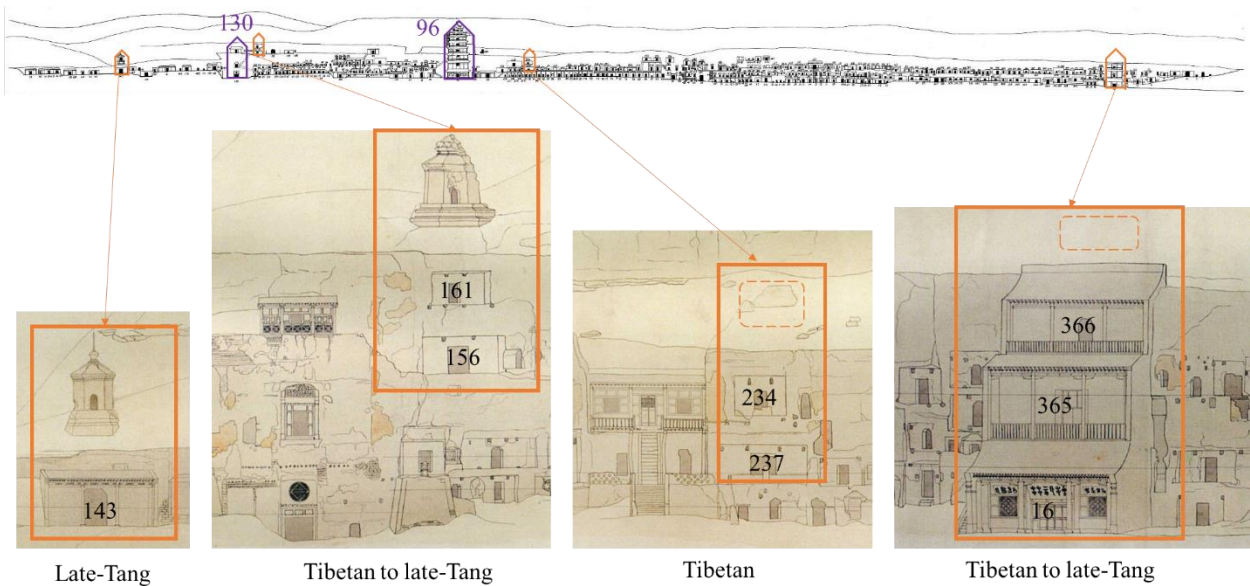 130
96
161
156
143
234
237
366
365
16
Late-Tang
Tibetan to late-Tang
Tibetan
Tibetan to late-Tang